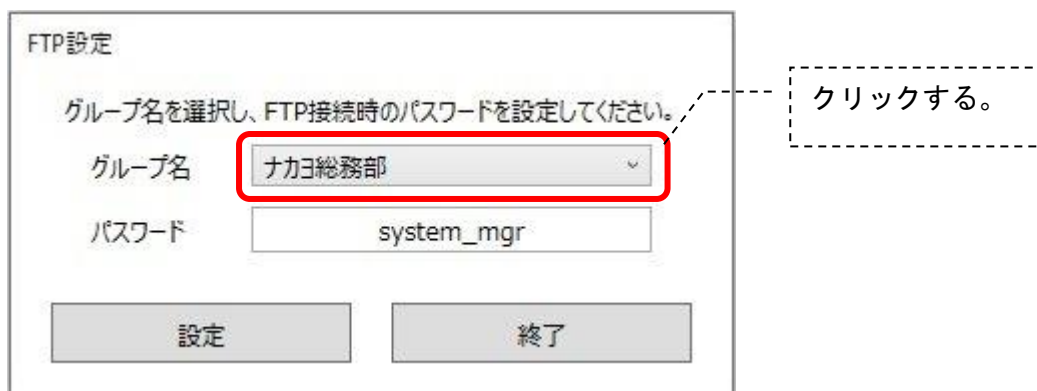 FTP設定
グループ名を選択し、FTP接続時のパスワードを設定してください。
クリックする。
グループ名
ナカヨ総務部
パスワード
system_mgr
設定
終了